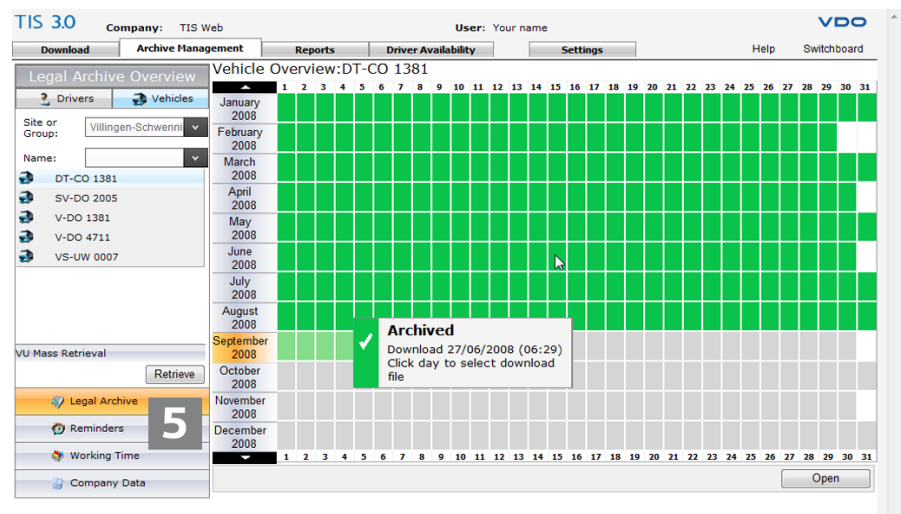 TIS 3.0 Company: TIS Web User: Your name VDO
Download Archive Management Reports Driver Availability Settings Help Switchboard
Legal Archive Overview
Drivers Vehicles
Site or Group: Villingen-Schwenni
Name:
DT-CO 1381
SV-DO 2005
V-DO 1381
V-DO 4711
VS-UW 0007
VU Mass Retrieval
Retrieve
Legal Archive
Reminders
5
Working Time
Company Data
Vehicle Overview:DT-CO 1381
1 2 3 4 5 6 7 8 9 10 11 12 13 14 15 16 17 18 19 20 21 22 23 24 25 26 27 28 29 30 31
January
2008
February
2008
March
2008
April
2008
May
2008
June
2008
July
2008
August
2008
September
2008
October
2008
November
2008
December
2008
Archived
Download 27/06/2008 (06:29)
Click day to select download
file
1 2 3 4 5 6 7 8 9 10 11 12 13 14 15 16 17 18 19 20 21 22 23 24 25 26 27 28 29 30 31
Open